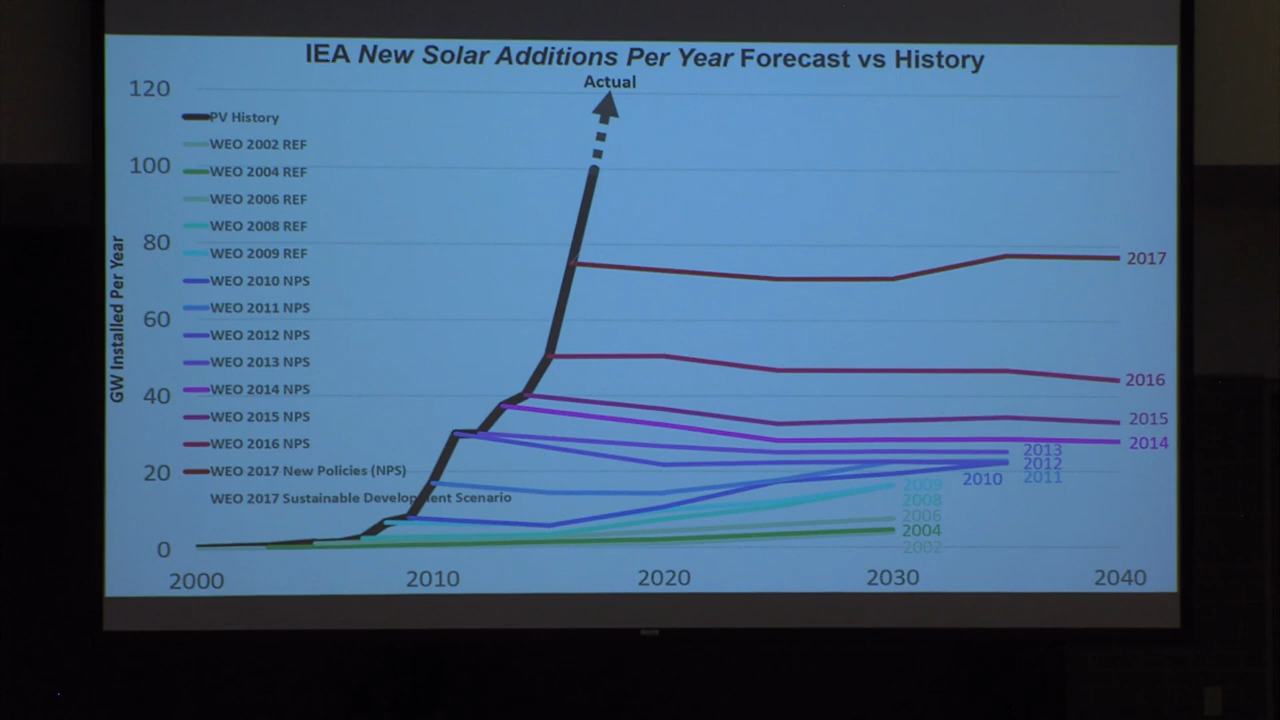 IEA New Solar Additions Per Year Forecast vs History
Actual
120
100
80
60
40
20
0
GW Installed Per Year
PV History
WEO 2002 REF
WEO 2004 REF
WEO 2006 REF
WEO 2008 REF
WEO 2009 REF
WEO 2010 NPS
WEO 2011 NPS
WEO 2012 NPS
WEO 2013 NPS
WEO 2014 NPS
WEO 2015 NPS
WEO 2016 NPS
WEO 2017 New Policies (NPS)
WEO 2017 Sustainable Development Scenario
2017
2016
2015
2014
2013
2012
2010 2011
2009
2008
2006
2004
2002
2000 2010 2020 2030 2040